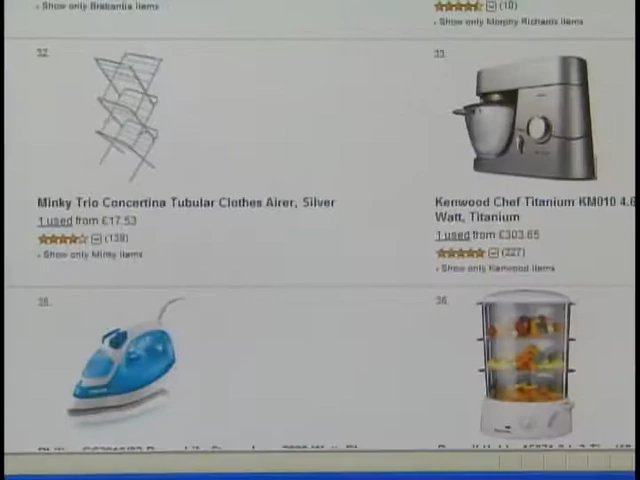 • Show only Brabantia items
(10)
• Show only Morphy Richards items
32.
33.
Minky Trio Concertina Tubular Clothes Airer, Silver
1 used from £17.53
(139)
• Show only Minky items
Kenwood Chef Titanium KM010 4.6
Watt, Titanium
1 used from £303.65
(227)
• Show only Kenwood items
36.